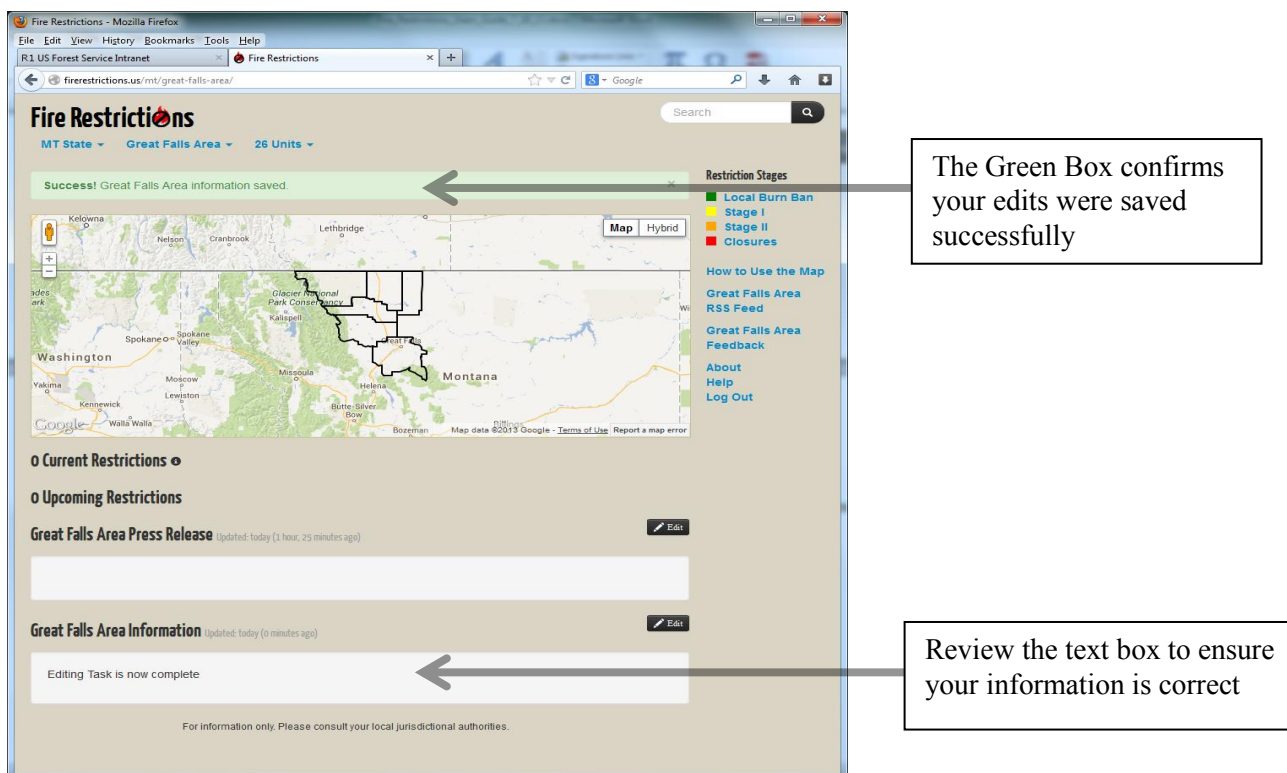 Fire Restrictions - Mozilla Firefox
File Edit View History Bookmarks Tools Help
R1 US Forest Service Intranet
Fire Restrictions
firerestrictions.us/mt/great-falls-area/
Google
Fire Restrictions
Search
MT State
Great Falls Area
26 Units
Success! Great Falls Area information saved.
The Green Box confirms
your edits were saved
successfully
Restriction Stages
Local Burn Ban
Stage I
Stage II
Closures
How to Use the Map
Great Falls Area
RSS Feed
Great Falls Area
Feedback
About
Help
Log Out
Map
Hybrid
Kelowna
Nelson
Cranbrook
Lethbridge
Glacier National
Park Conservancy
Kalispell
Spokane
Spokane
Valley
Great Falls
Washington
Missoula
Montana
Moscow
Helena
Yakima
Lewiston
Kennewick
Butte-Silver
Bow
Walla Walla
Google
Bozeman
Billings
Map data ©2013 Google - Terms of Use
Report a map error
0 Current Restrictions
0 Upcoming Restrictions
Great Falls Area Press Release Updated: today (1 hour, 25 minutes ago)
Edit
Great Falls Area Information Updated: today (0 minutes ago)
Edit
Editing Task is now complete
Review the text box to ensure
your information is correct
For information only. Please consult your local jurisdictional authorities.